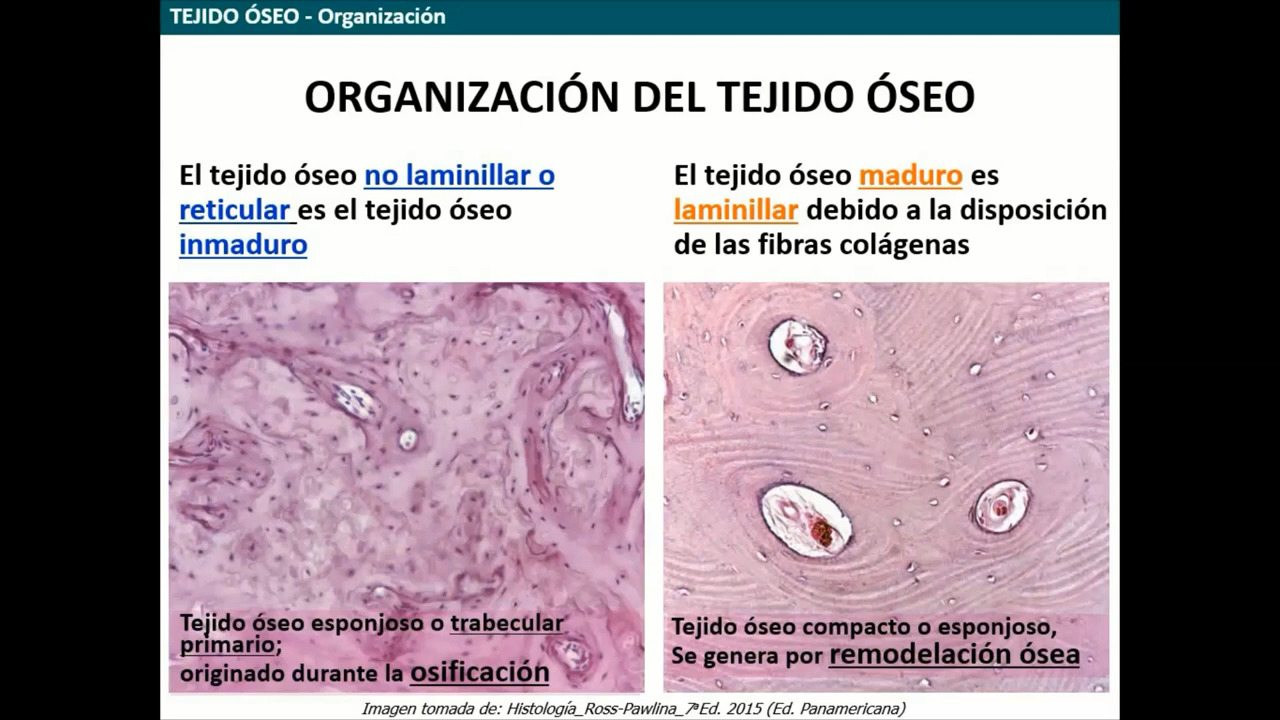 TEJIDO ÓSEO - Organización
ORGANIZACIÓN DEL TEJIDO ÓSEO
El tejido óseo no laminillar o
reticular es el tejido óseo
inmaduro
El tejido óseo maduro es
laminillar debido a la disposición
de las fibras colágenas
Tejido óseo esponjoso o trabecular
primario;
originado durante la osificación
Tejido óseo compacto o esponjoso,
Se genera por remodelación ósea
Imagen tomada de: Histología_Ross-Pawlina_7ªEd. 2015 (Ed. Panamericana)